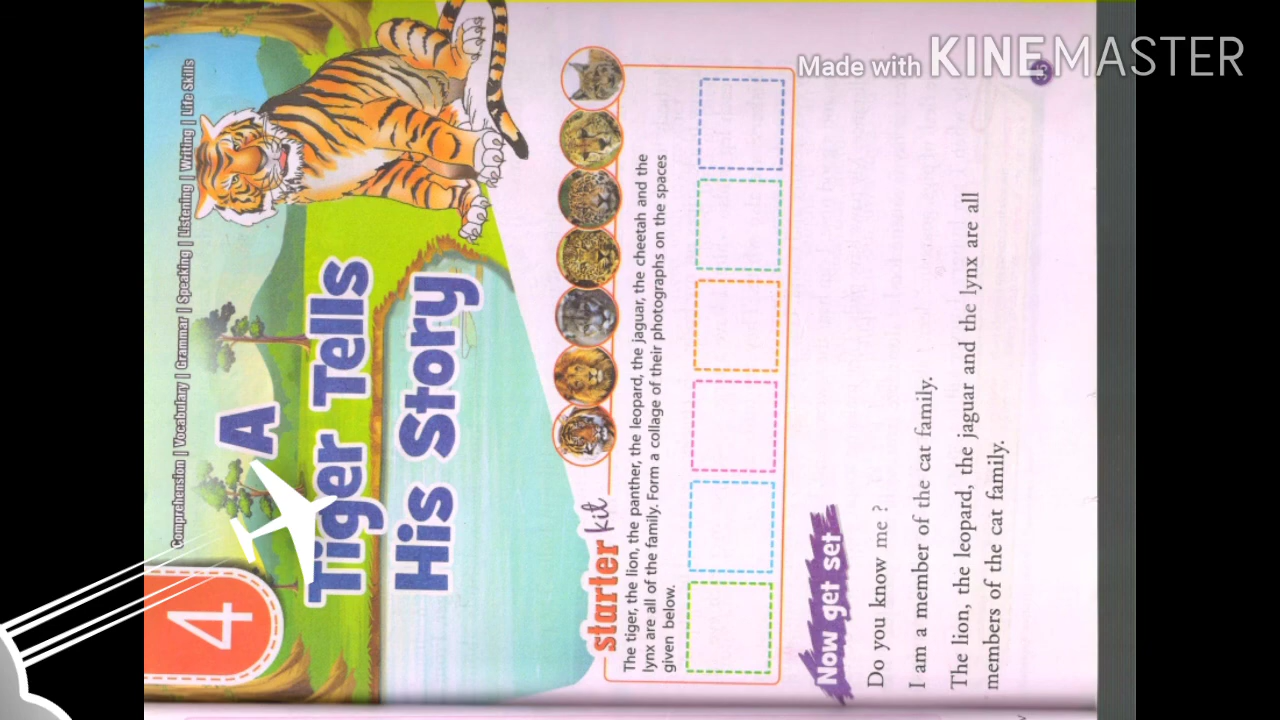 Made with KINEMASTER
Comprehension | Vocabulary | Grammar | Speaking | Listening | Writing | Life Skills
4
A
Tiger Tells
His Story
starter kit
The tiger, the lion, the panther, the leopard, the jaguar, the cheetah and the
lynx are all of the family. Form a collage of their photographs on the spaces
given below.
Now get set
Do you know me ?
I am a member of the cat family.
The lion, the leopard, the jaguar and the lynx are all
members of the cat family.